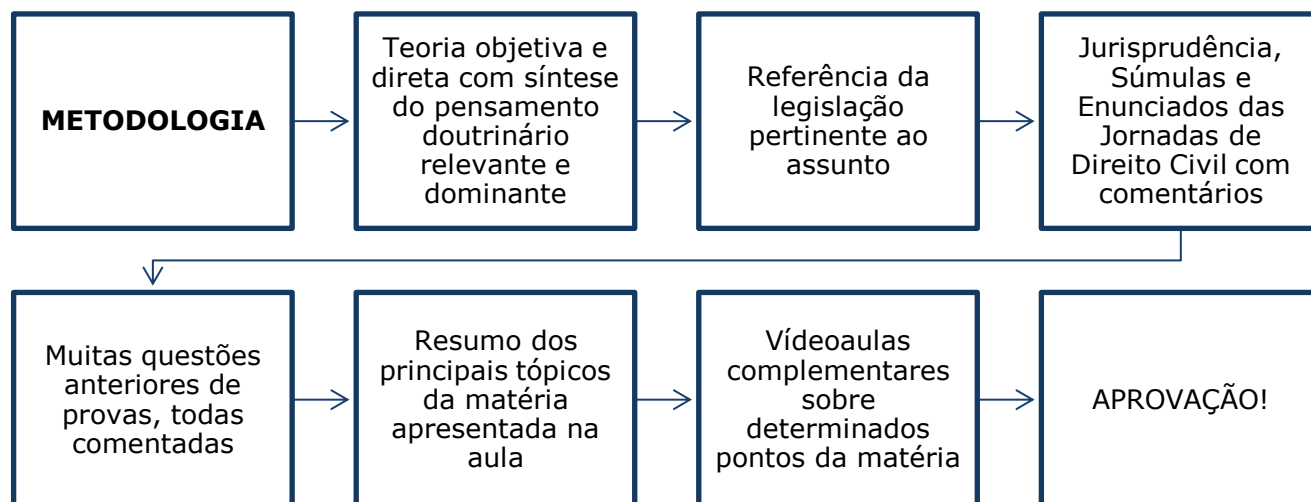 METODOLOGIA
Teoria objetiva e
direta com síntese
do pensamento
doutrinário
relevante e
dominante
Referência da
legislação
pertinente ao
assunto
Jurisprudência,
Súmulas e
Enunciados das
Jornadas de
Direito Civil com
comentários
Muitas questões
anteriores de
provas, todas
comentadas
Resumo dos
principais tópicos
da matéria
apresentada na
aula
Vídeoaulas
complementares
sobre
determinados
pontos da matéria
APROVAÇÃO!